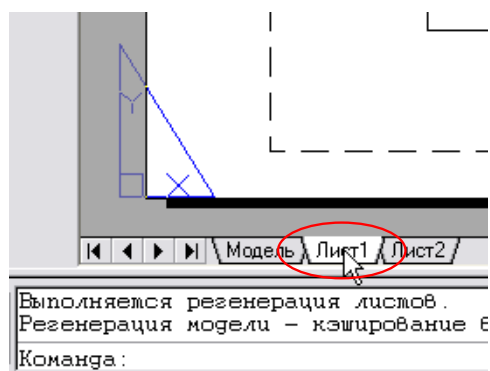 Y
X
Модель Лист1 Лист2
Выполняется регенерация листов.
Регенерация модели - кэширование
Команда: